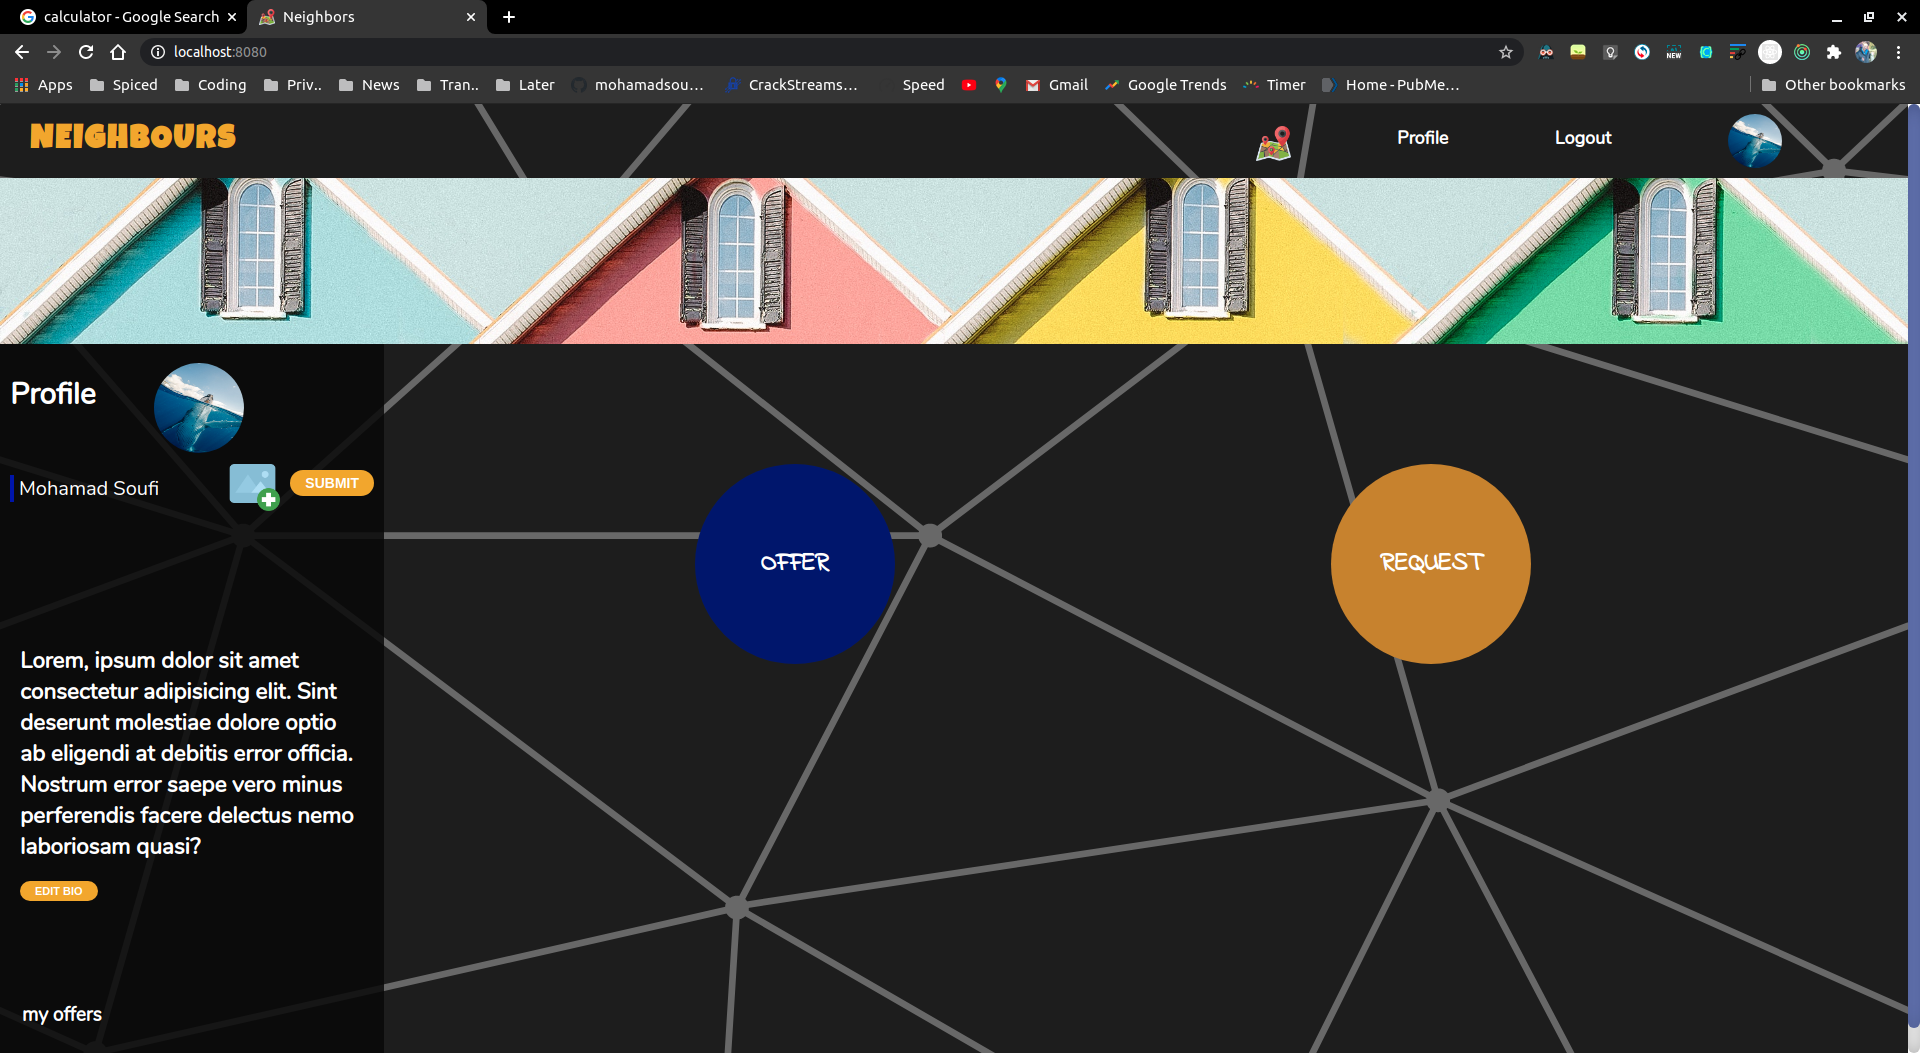 calculator - Google Search
Neighbors
localhost:8080
Apps Spiced Coding Priv.. News Tran.. Later mohamadsou... CrackStreams... Speed Gmail Google Trends Timer Home - PubMe... Other bookmarks
NEIGHBOURS
Profile
Logout
Profile
Mohamad Soufi
SUBMIT
OFFER
REQUEST
Lorem, ipsum dolor sit amet
consectetur adipisicing elit. Sint
deserunt molestiae dolore optio
ab eligendi at debitis error officia.
Nostrum error saepe vero minus
perferendis facere delectus nemo
laboriosam quasi?
EDIT BIO
my offers